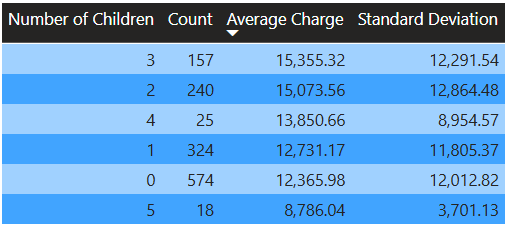 Number of Children Count Average Charge Standard Deviation
3 157 15,355.32 12,291.54
2 240 15,073.56 12,864.48
4 25 13,850.66 8,954.57
1 324 12,731.17 11,805.37
0 574 12,365.98 12,012.82
5 18 8,786.04 3,701.13